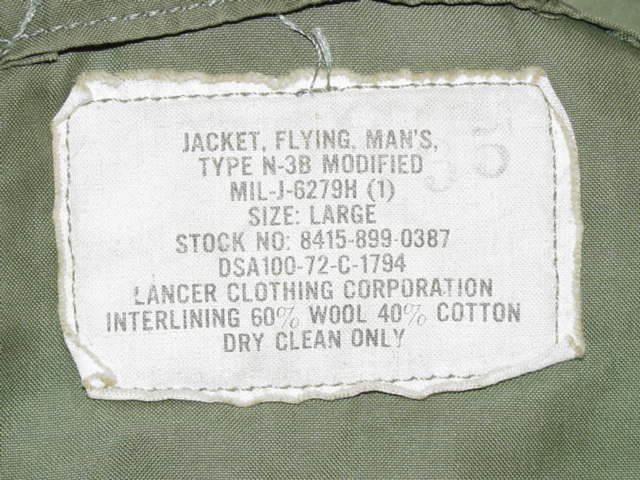 JACKET, FLYING, MAN'S,
TYPE N-3B MODIFIED
MIL-J-6279H (1)
SIZE: LARGE
STOCK NO: 8415-899-0387
DSA100-72-C-1794
LANCER CLOTHING CORPORATION
INTERLINING 60% WOOL 40% COTTON
DRY CLEAN ONLY